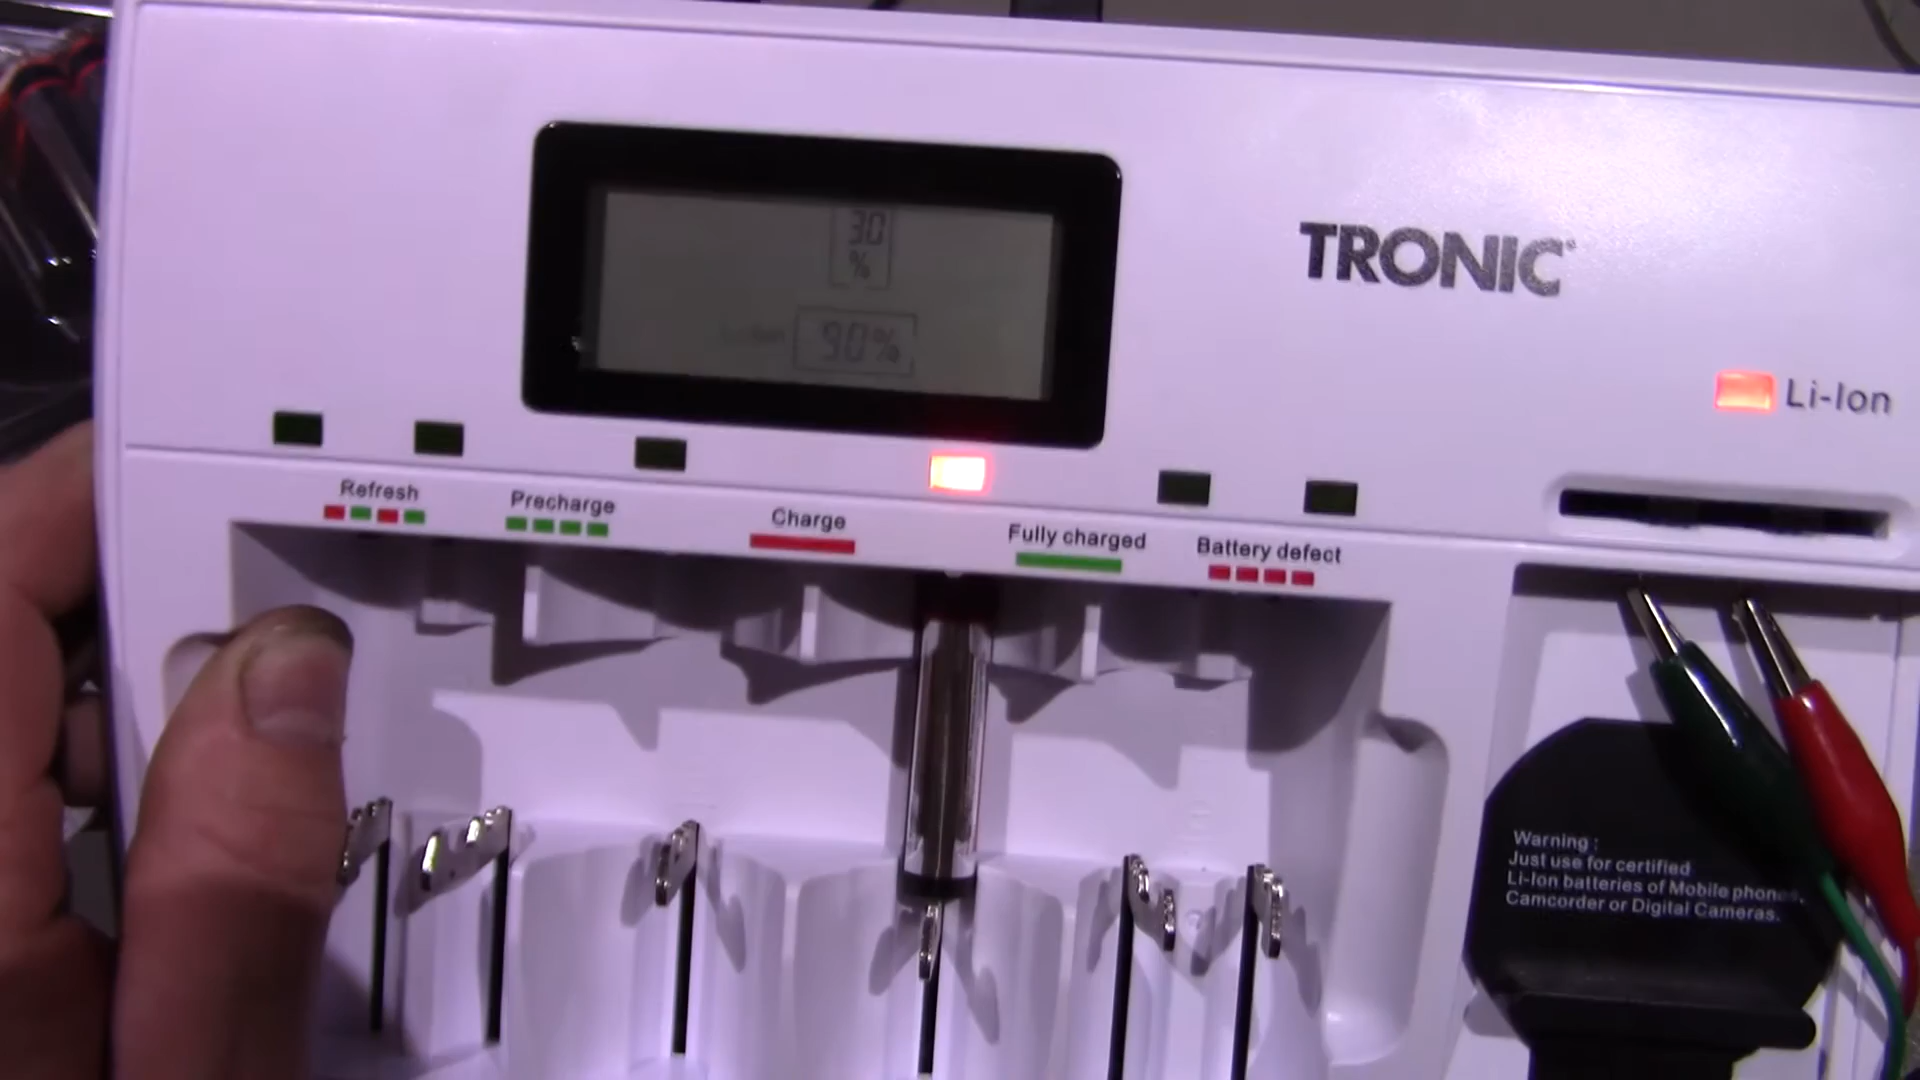 30
%
90%
TRONIC
Li-Ion
Refresh
Precharge
Charge
Fully charged
Battery defect
Warning :
Just use for certified
Li-Ion batteries of Mobile phones,
Camcorder or Digital Cameras.